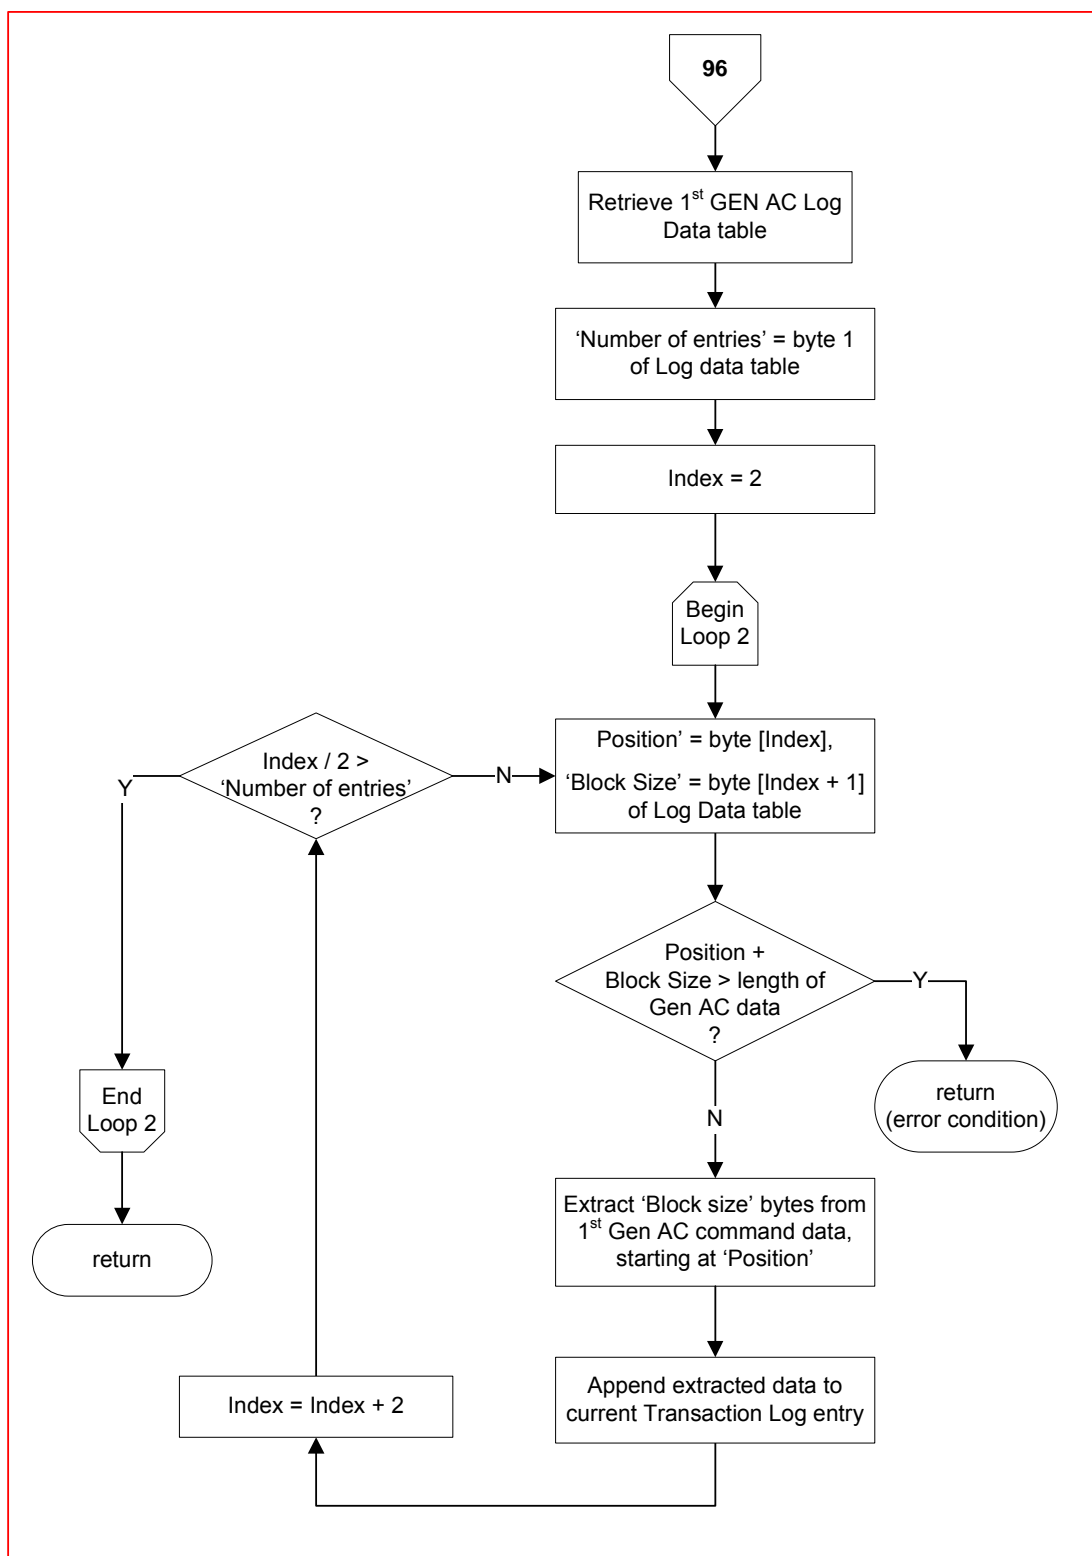 96
Retrieve 1st GEN AC Log
Data table
‘Number of entries’ = byte 1
of Log data table
Index = 2
Begin
Loop 2
Position’ = byte [Index],
‘Block Size’ = byte [Index + 1]
of Log Data table
Index / 2 >
‘Number of entries’
?
Y
N
Position +
Block Size > length of
Gen AC data
?
Y
N
return
(error condition)
End
Loop 2
return
Extract ‘Block size’ bytes from
1st Gen AC command data,
starting at ‘Position’
Append extracted data to
current Transaction Log entry
Index = Index + 2